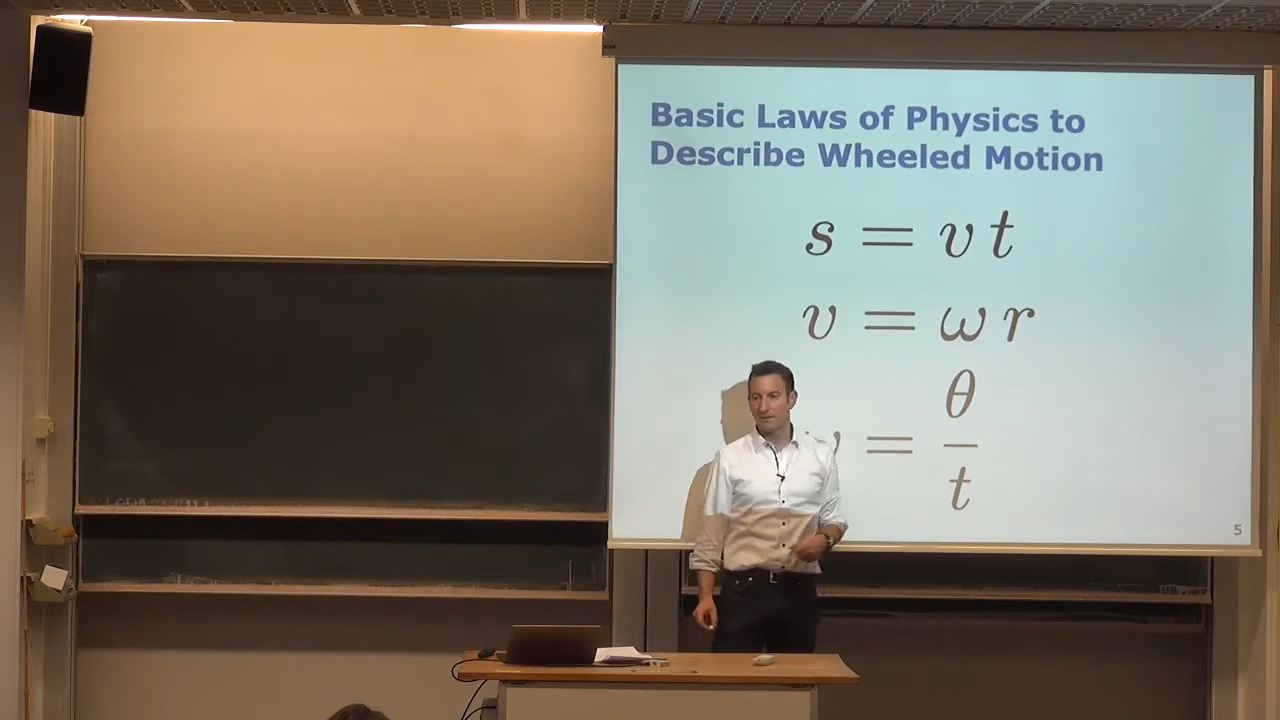 Basic Laws of Physics to
Describe Wheeled Motion
s = v t
v = ω r
= θ / t
5